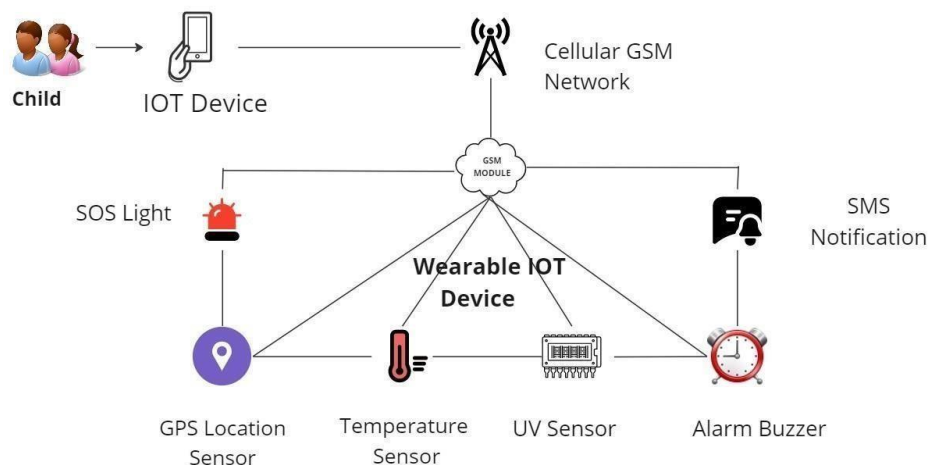 Child
IOT Device
Cellular GSM
Network
GSM
MODULE
SOS Light
SMS
Notification
Wearable IOT
Device
GPS Location
Sensor
Temperature
Sensor
UV Sensor
Alarm Buzzer